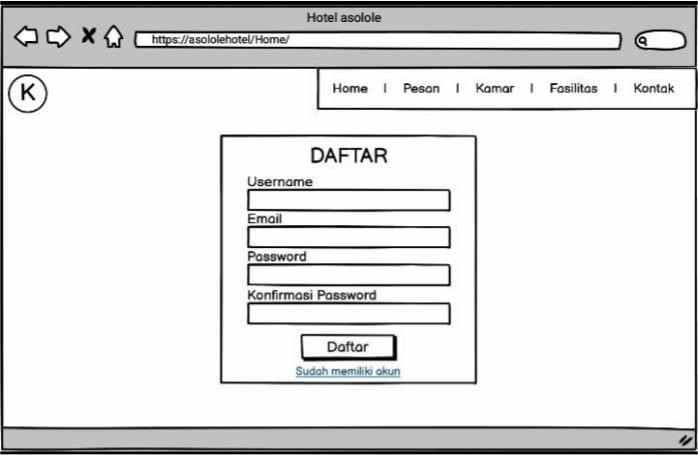 Hotel asolole
https://asololehotel/Home/
K
Home | Pesan | Kamar | Fasilitas | Kontak
DAFTAR
Username
Email
Password
Konfirmasi Password
Daftar
Sudah memiliki akun